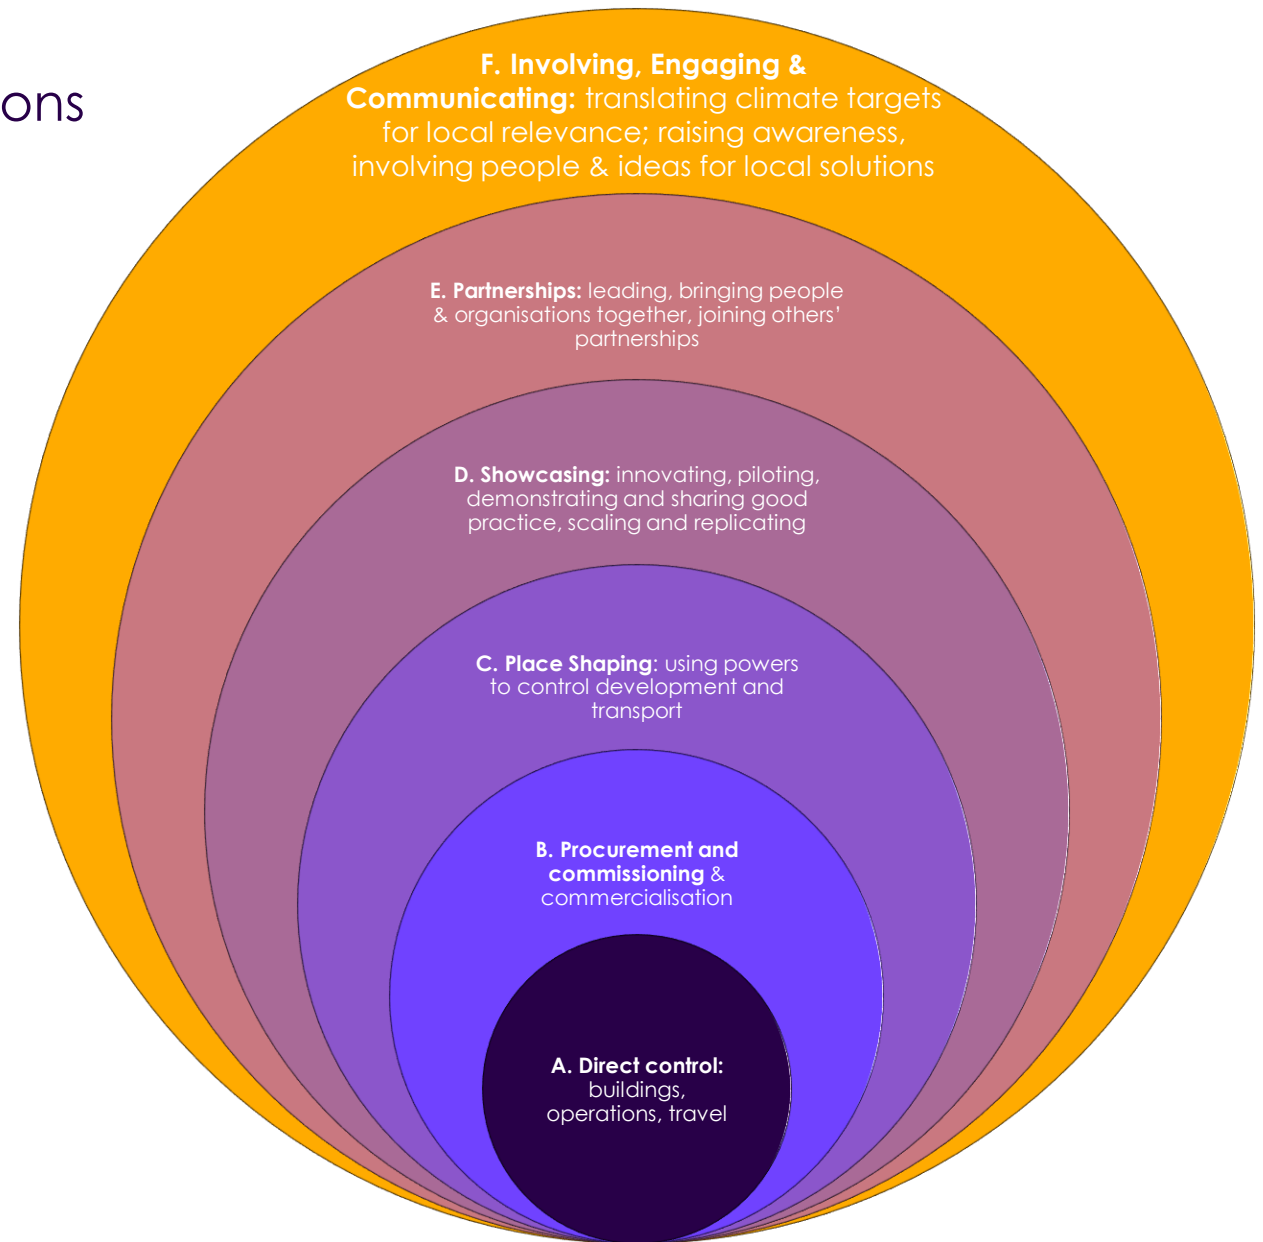 ons
F. Involving, Engaging &
Communicating: translating climate targets
for local relevance; raising awareness,
involving people & ideas for local solutions
E. Partnerships: leading, bringing people
& organisations together, joining others’
partnerships
D. Showcasing: innovating, piloting,
demonstrating and sharing good
practice, scaling and replicating
C. Place Shaping: using powers
to control development and
transport
B. Procurement and
commissioning &
commercialisation
A. Direct control:
buildings,
operations, travel